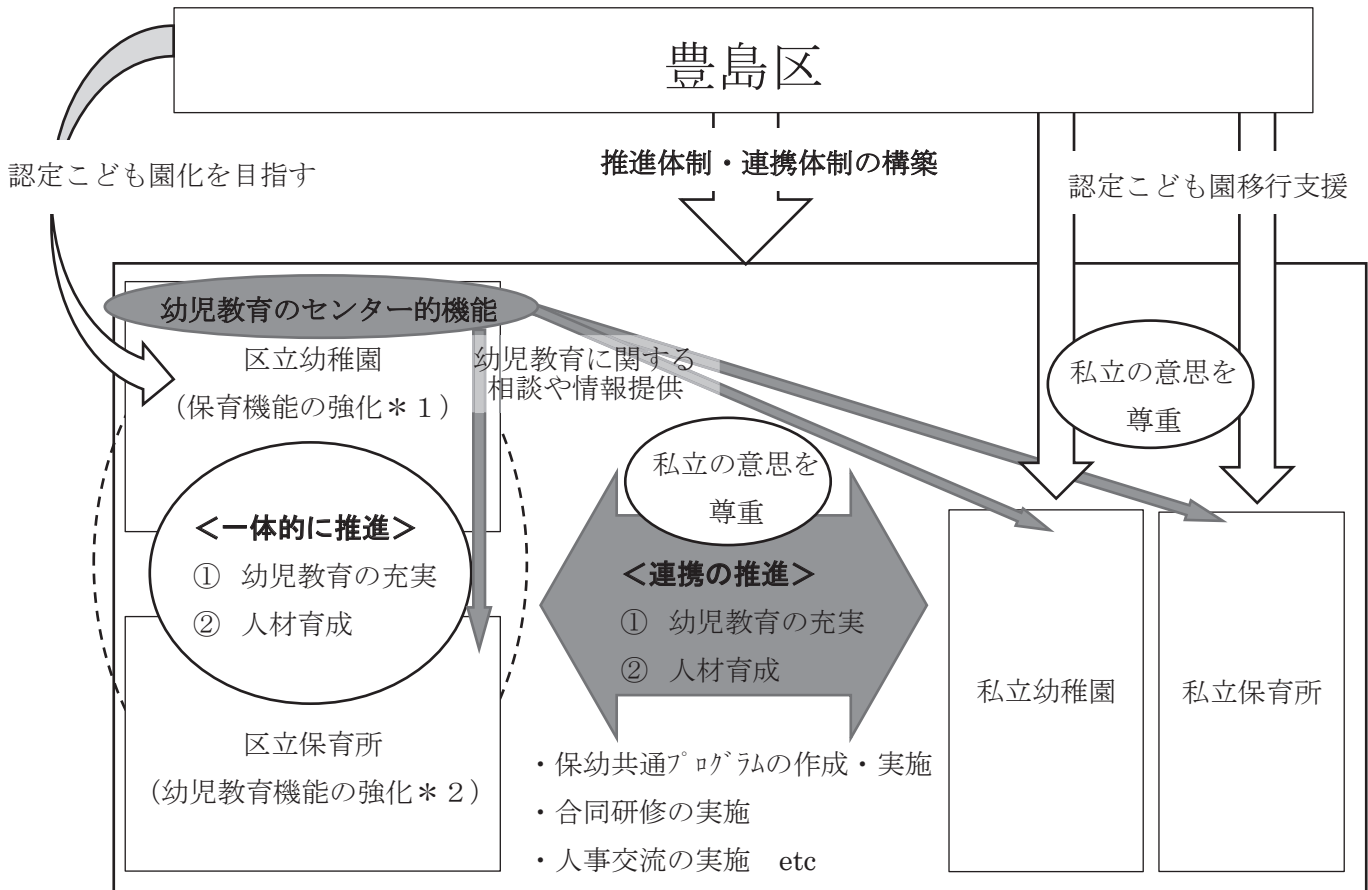 豊島区
認定こども園化を目指す
推進体制・連携体制の構築
認定こども園移行支援
幼児教育のセンター的機能
区立幼稚園
（保育機能の強化＊１）
幼児教育に関する
相談や情報提供
私立の意思を
尊重
私立の意思を
尊重
＜一体的に推進＞
① 幼児教育の充実
② 人材育成
＜連携の推進＞
① 幼児教育の充実
② 人材育成
区立保育所
（幼児教育機能の強化＊２）
私立幼稚園
私立保育所
・保幼共通ﾌﾟﾛｸﾞﾗﾑの作成・実施
・合同研修の実施
・人事交流の実施 etc